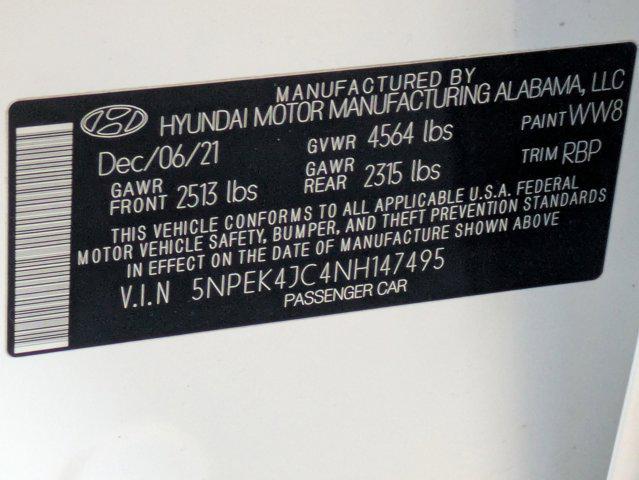 MANUFACTURED BY
HYUNDAI MOTOR MANUFACTURING ALABAMA, LLC
Dec/06/21 GVWR 4564 lbs PAINT WW8
GAWR FRONT 2513 lbs GAWR REAR 2315 lbs TRIM RBP
THIS VEHICLE CONFORMS TO ALL APPLICABLE U.S.A. FEDERAL
MOTOR VEHICLE SAFETY, BUMPER, AND THEFT PREVENTION STANDARDS
IN EFFECT ON THE DATE OF MANUFACTURE SHOWN ABOVE
V.I.N 5NPEK4JC4NH147495
PASSENGER CAR